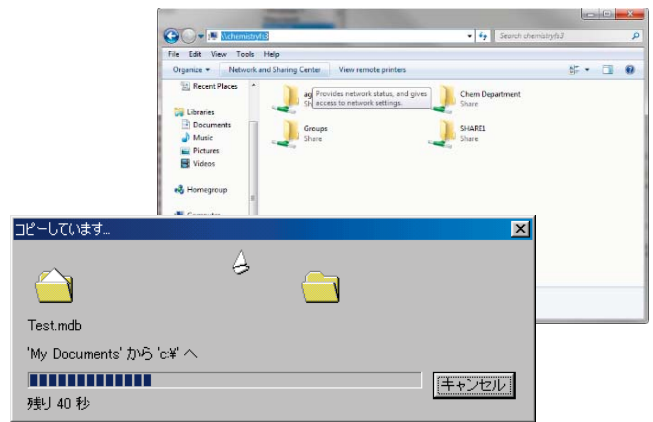 \\chemistryfs3
Search chemistryfs3
File Edit View Tools Help
Organize Network and Sharing Center View remote printers
Recent Places
Libraries
Documents
Music
Pictures
Videos
Homegroup
ag
Provides network status, and gives
access to network settings.
Chem Department
Share
Groups
Share
SHARE1
Share
コピーしています...
Test.mdb
'My Documents' から 'c:¥' へ
キャンセル
残り 40 秒